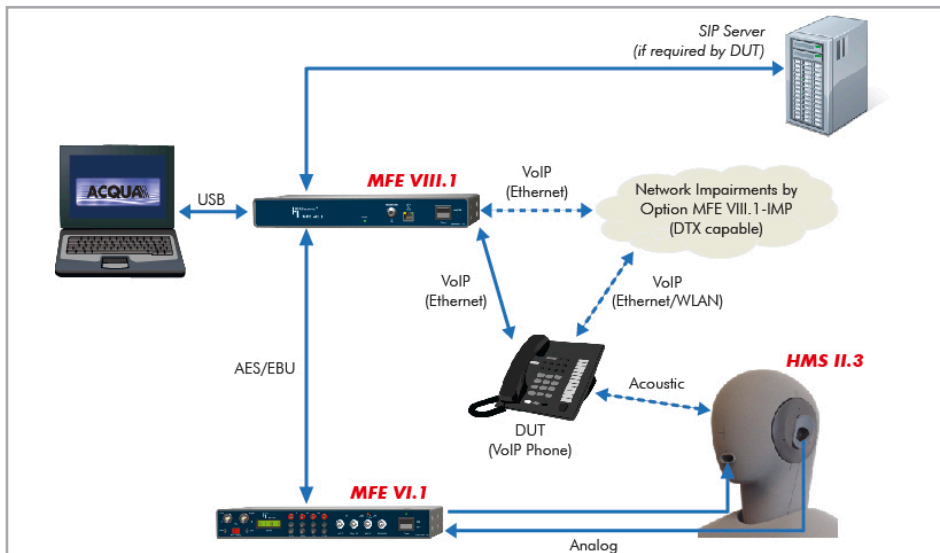 SIP Server
(if required by DUT)
MFE VIII.1
VoIP
(Ethernet)
Network Impairments by
Option MFE VIII.1-IMP
(DTX capable)
ACQUA
USB
VoIP
(Ethernet)
VoIP
(Ethernet/WLAN)
AES/EBU
HMS II.3
Acoustic
DUT
(VoIP Phone)
MFE VI.1
Analog